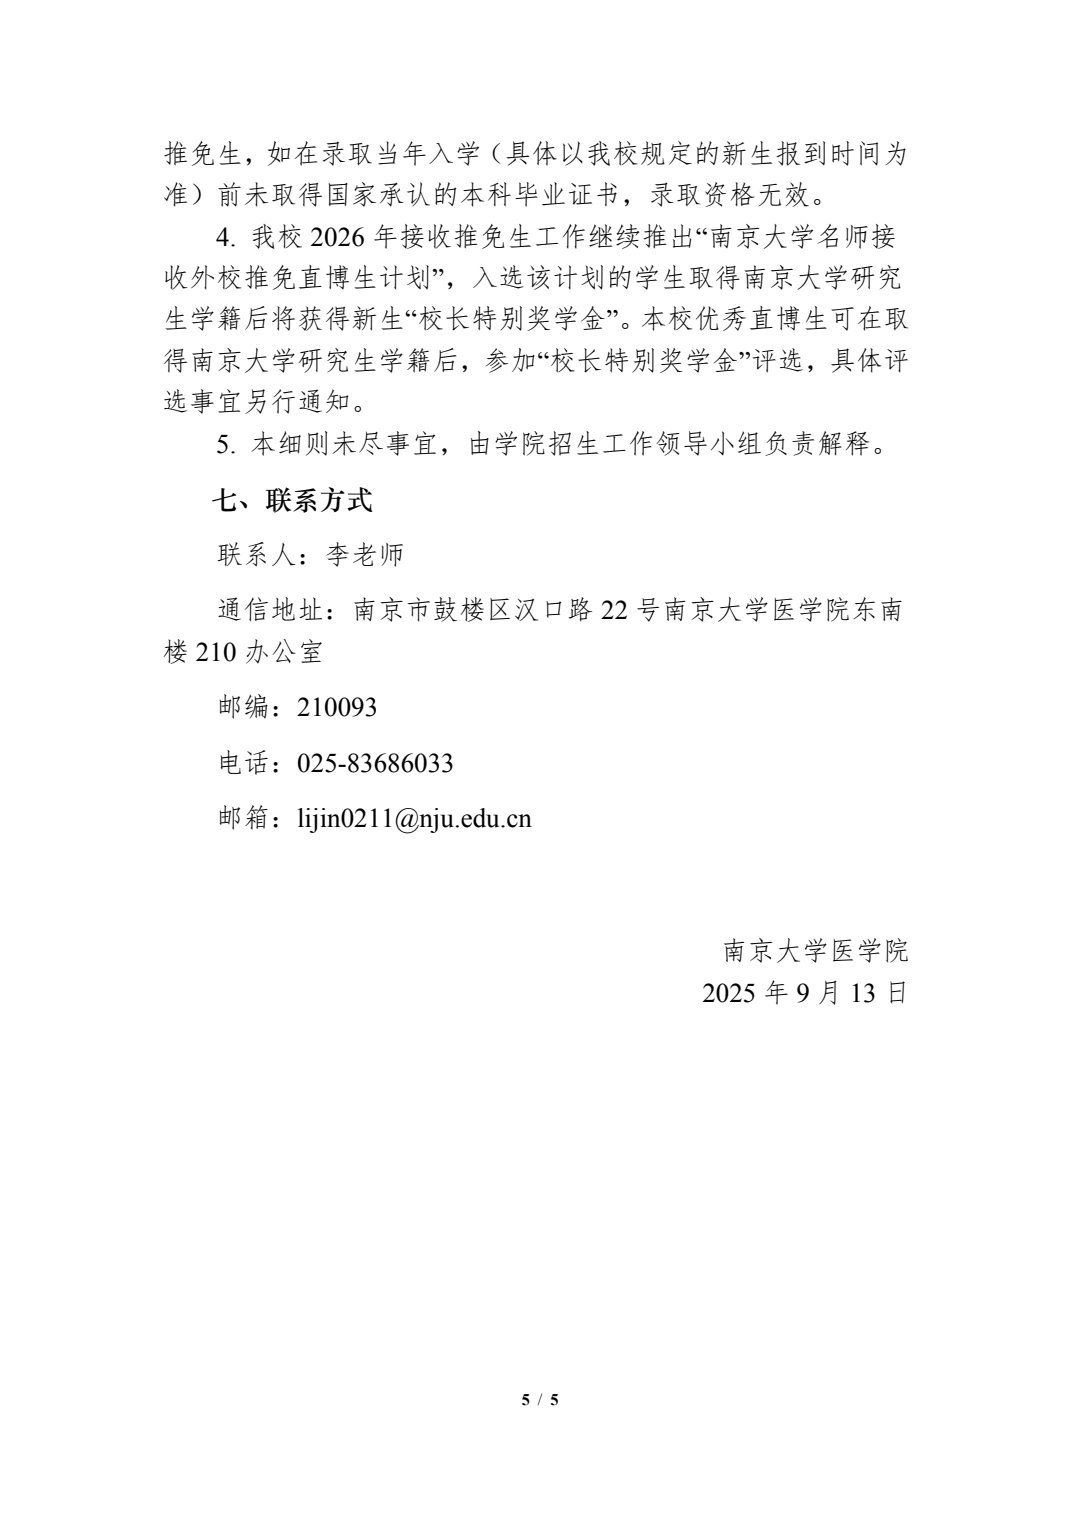 推免生，如在录取当年入学（具体以我校规定的新生报到时间为
准）前未取得国家承认的本科毕业证书，录取资格无效。
4. 我校 2026 年接收推免生工作继续推出“南京大学名师接
收外校推免直博生计划”，入选该计划的学生取得南京大学研究
生学籍后将获得新生“校长特别奖学金”。本校优秀直博生可在取
得南京大学研究生学籍后，参加“校长特别奖学金”评选，具体评
选事宜另行通知。
5. 本细则未尽事宜，由学院招生工作领导小组负责解释。
七、联系方式
联系人：李老师
通信地址：南京市鼓楼区汉口路 22 号南京大学医学院东南
楼 210 办公室
邮编：210093
电话：025-83686033
邮箱：lijin0211@nju.edu.cn
南京大学医学院
2025 年 9 月 13 日
5 / 5